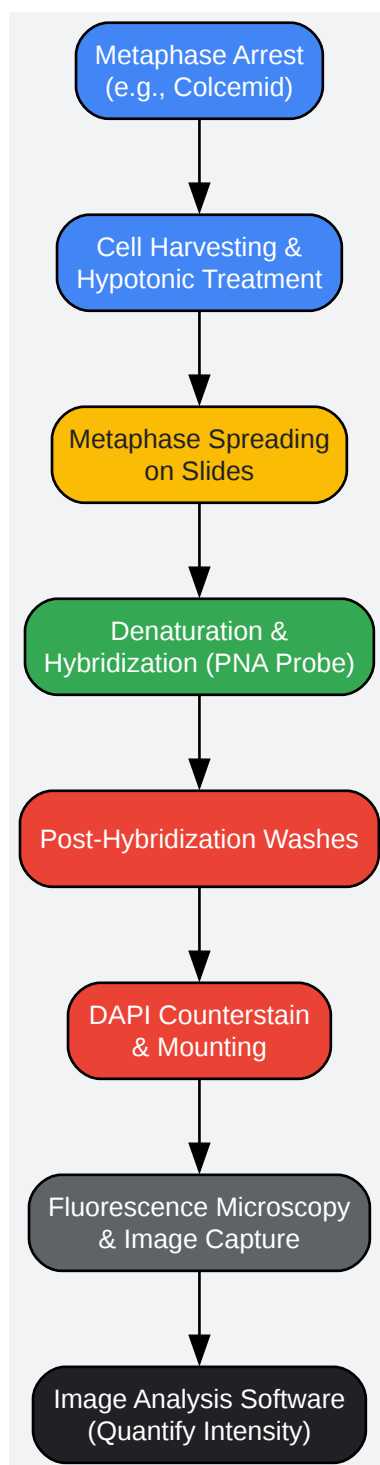 Metaphase Arrest
(e.g., Colcemid)
Cell Harvesting &
Hypotonic Treatment
Metaphase Spreading
on Slides
Denaturation &
Hybridization (PNA Probe)
Post-Hybridization Washes
DAPI Counterstain
& Mounting
Fluorescence Microscopy
& Image Capture
Image Analysis Software
(Quantify Intensity)